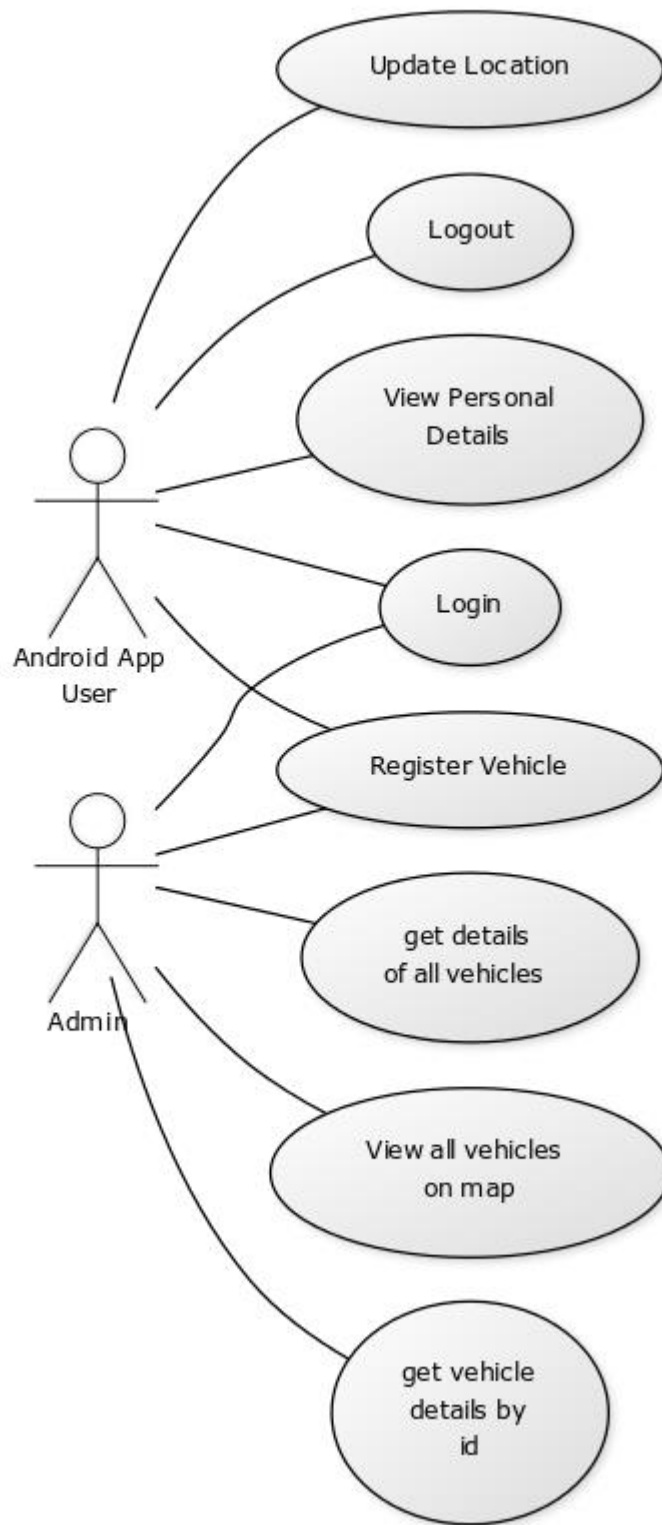 Update Location
Logout
View Personal
Details
Login
Android App
User
Register Vehicle
get details
of all vehicles
Admin
View all vehicles
on map
get vehicle
details by
id